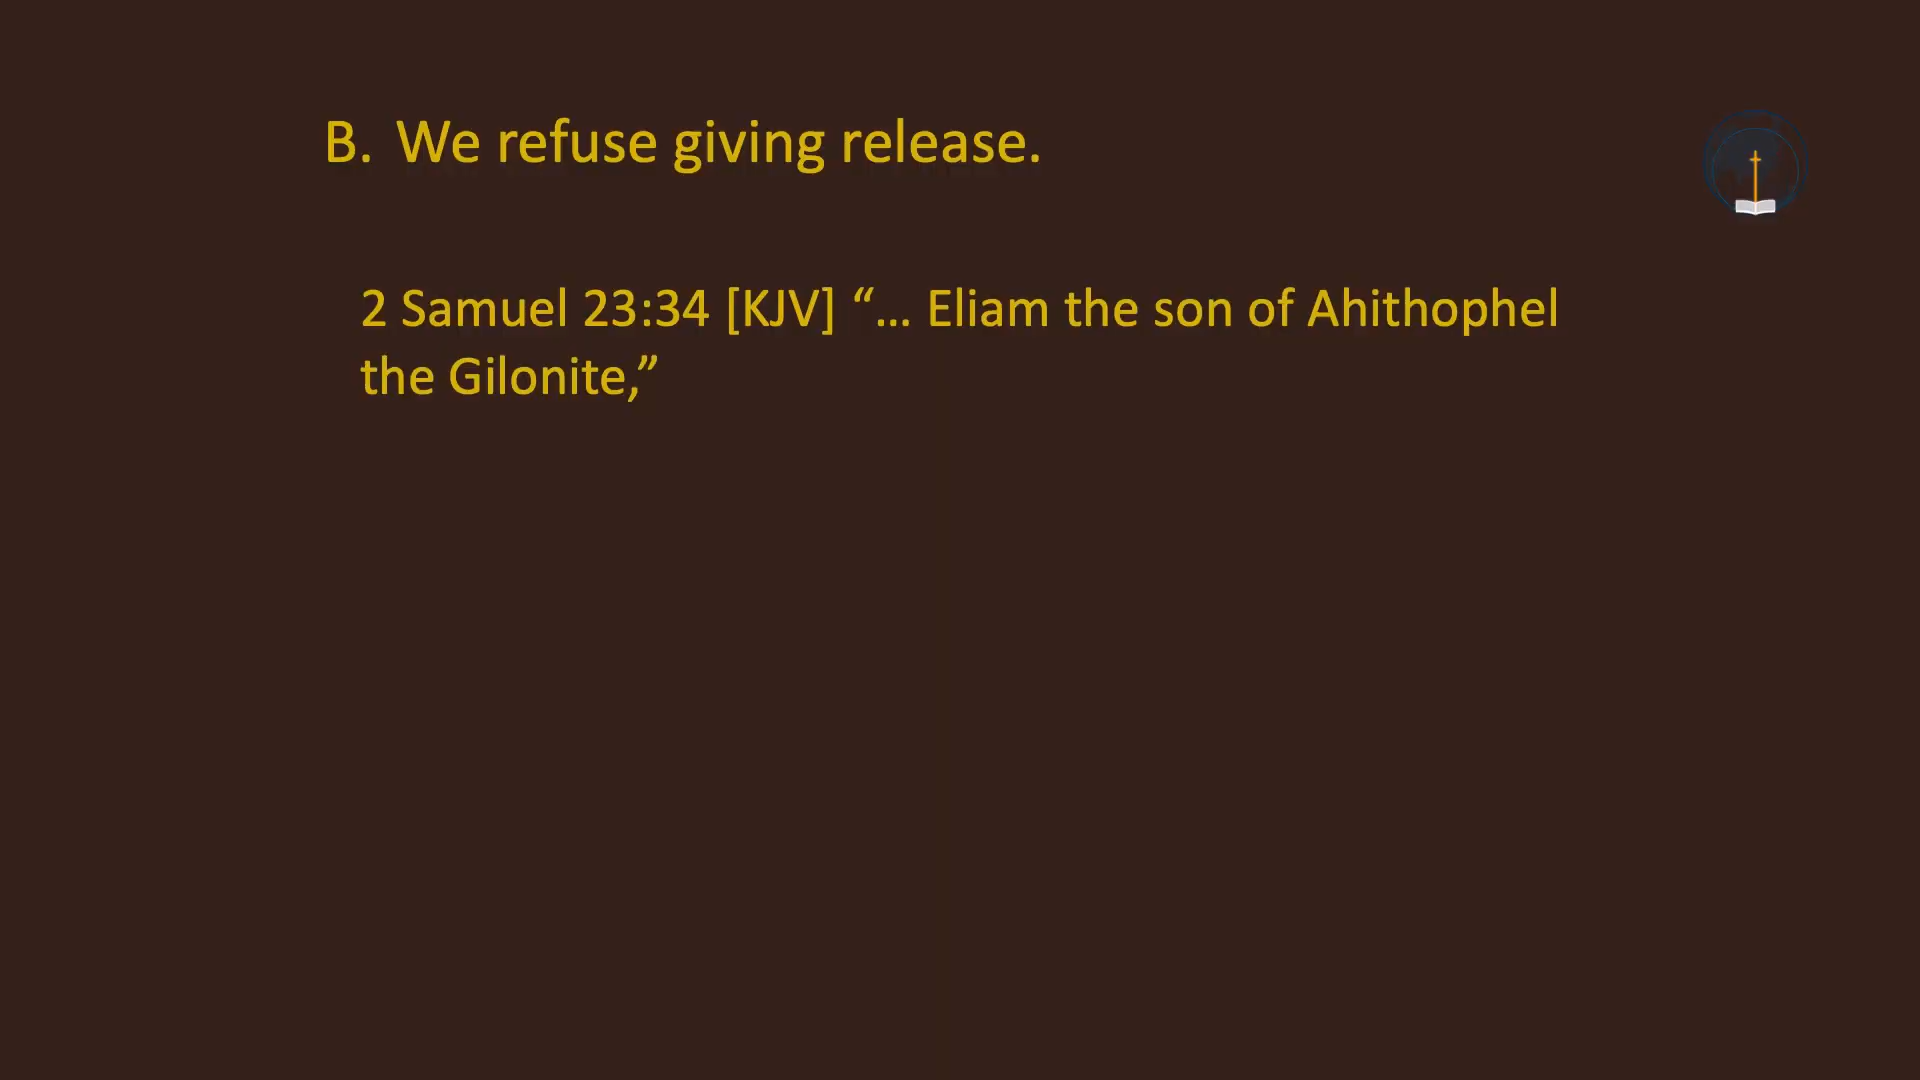 B. We refuse giving release.
2 Samuel 23:34 [KJV] “… Eliam the son of Ahithophel
the Gilonite,”